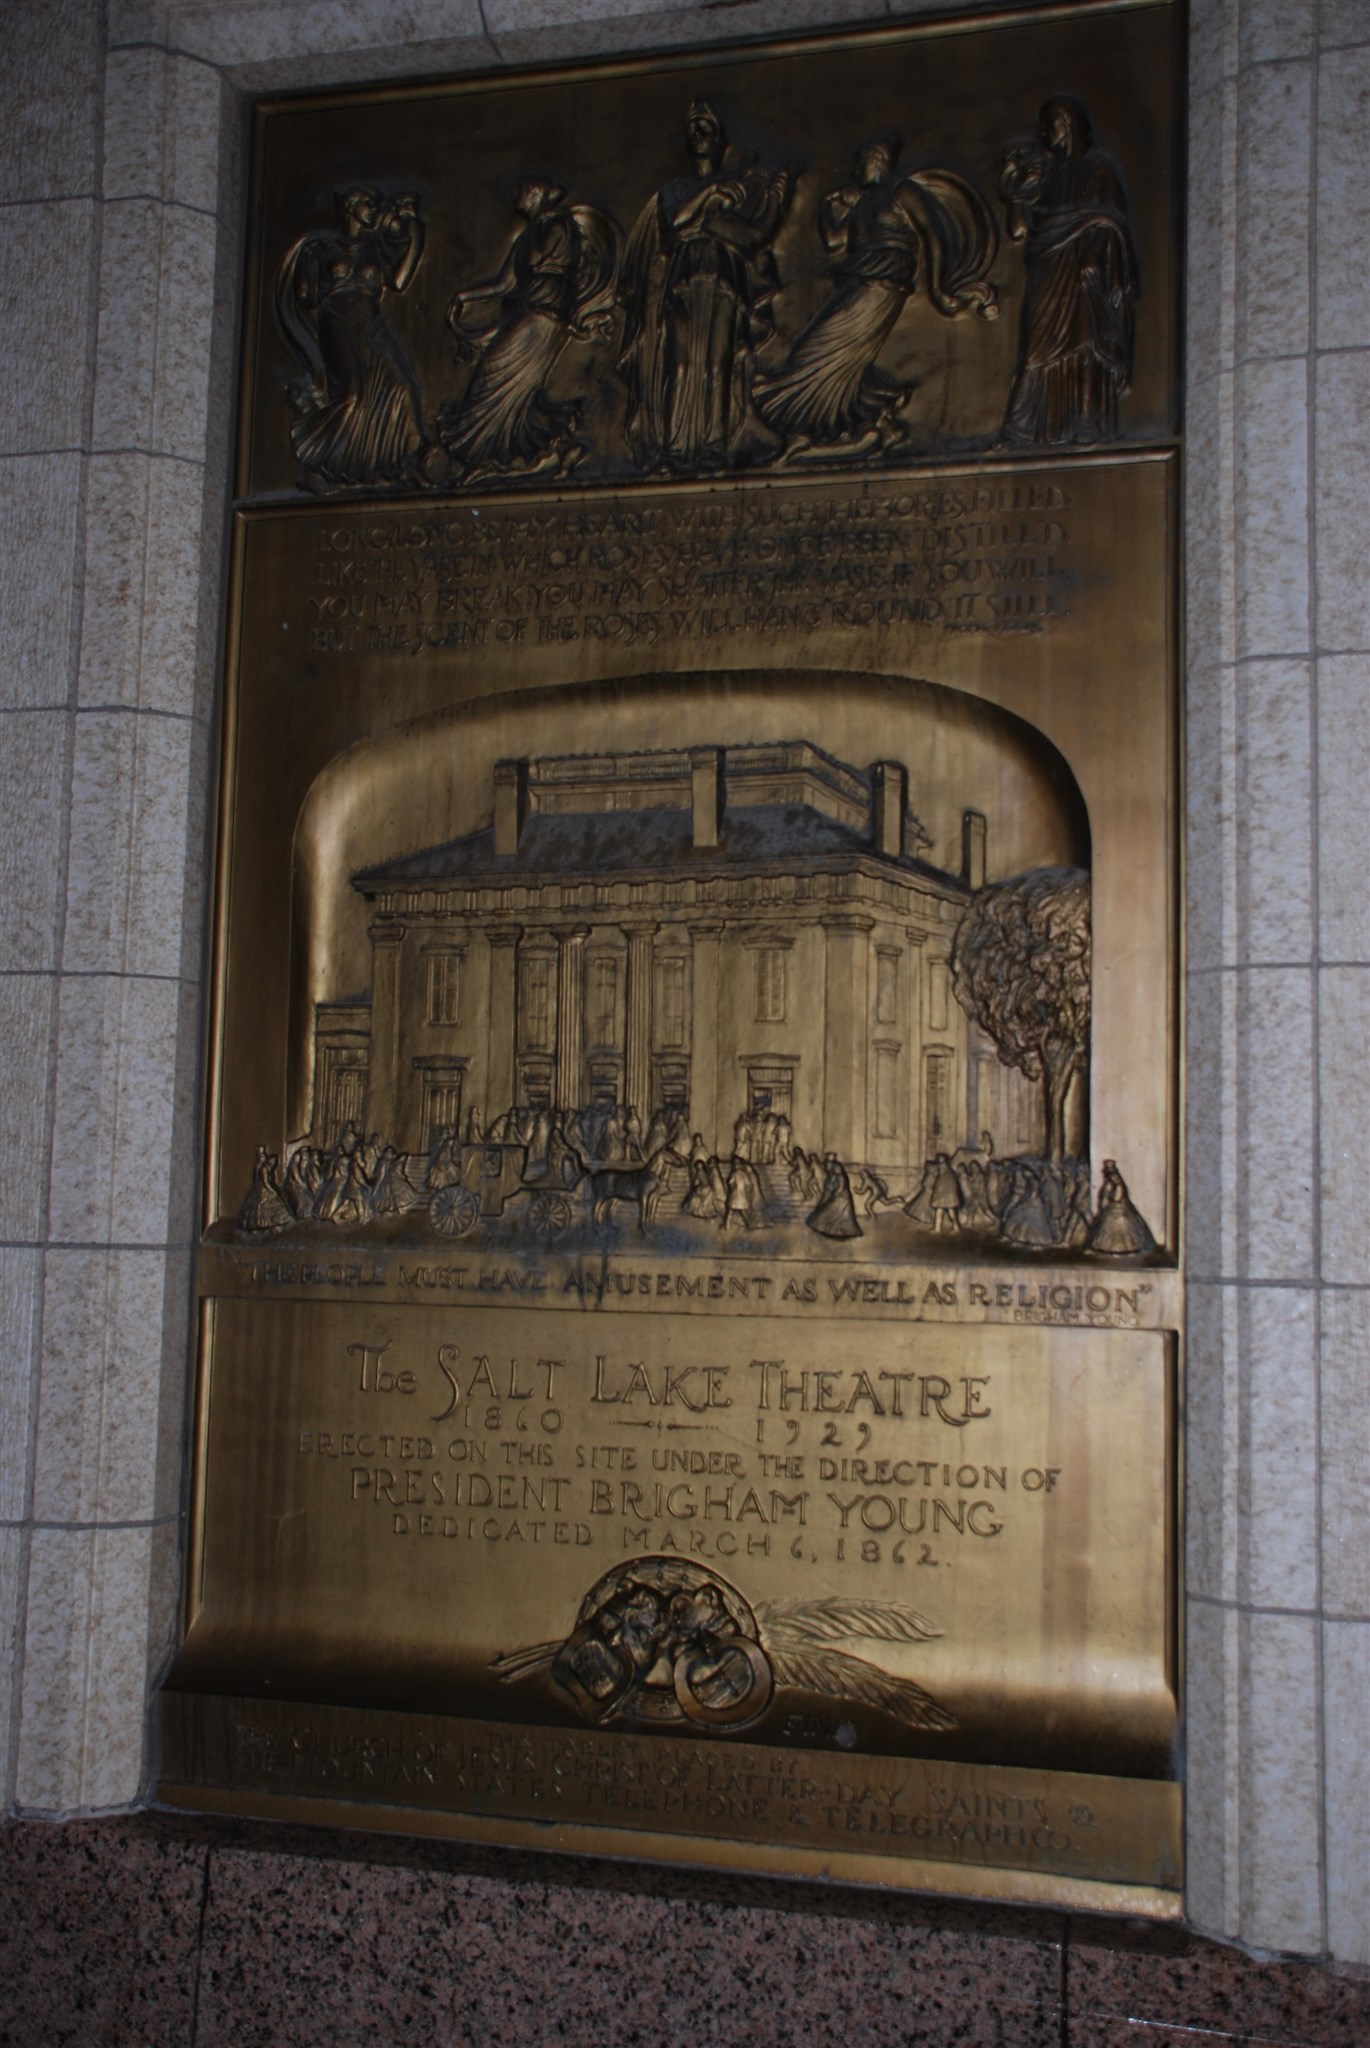 LONG, LONG BE MY HEART WITH SUCH MEMORIES FILLED.
LIKE THE VASE IN WHICH ROSES HAVE ONCE BEEN DISTILL'D
YOU MAY BREAK, YOU MAY SHATTER THE VASE IF YOU WILL,
BUT THE SCENT OF THE ROSES WILL HANG 'ROUND IT STILL.
"THE PEOPLE MUST HAVE AMUSEMENT AS WELL AS RELIGION"
BRIGHAM YOUNG
The SALT LAKE THEATRE
1860 1929
ERECTED ON THIS SITE UNDER THE DIRECTION OF
PRESIDENT BRIGHAM YOUNG
DEDICATED MARCH 6, 1862.
THIS TABLET PLACED BY
THE CHURCH OF JESUS CHRIST OF LATTER-DAY SAINTS &
THE MOUNTAIN STATES TELEPHONE & TELEGRAPH CO.